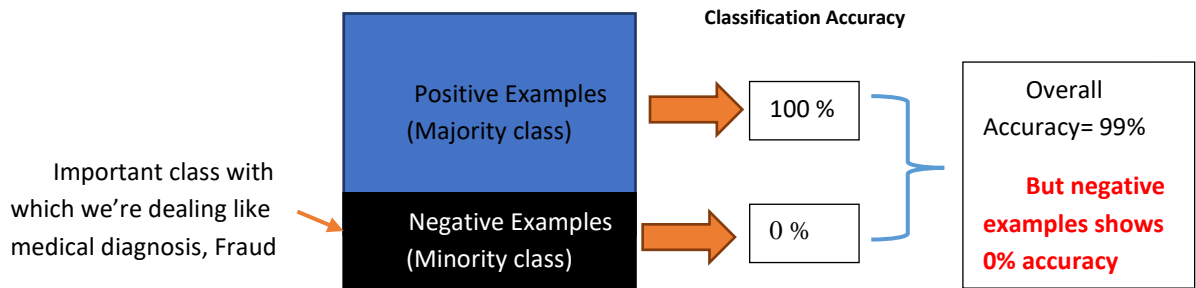 Classification Accuracy
Positive Examples
(Majority class)
100 %
Overall
Accuracy= 99%
But negative
examples shows
0% accuracy
Important class with
which we’re dealing like
medical diagnosis, Fraud
Negative Examples
(Minority class)
0 %